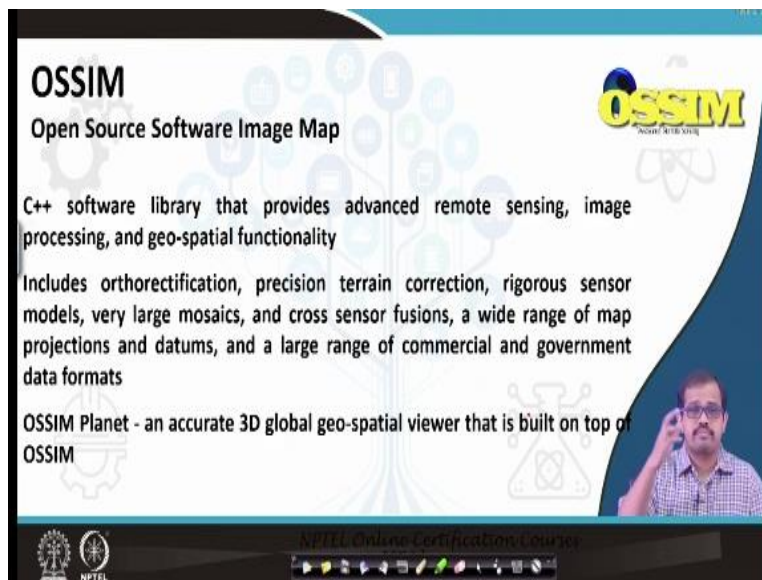 OSSIM
OSSIM
Open Source Software Image Map
C++ software library that provides advanced remote sensing, image
processing, and geo-spatial functionality
Includes orthorectification, precision terrain correction, rigorous sensor
models, very large mosaics, and cross sensor fusions, a wide range of map
projections and datums, and a large range of commercial and government
data formats
OSSIM Planet - an accurate 3D global geo-spatial viewer that is built on top of
OSSIM
NPTEL Online Certification Courses
NPTEL